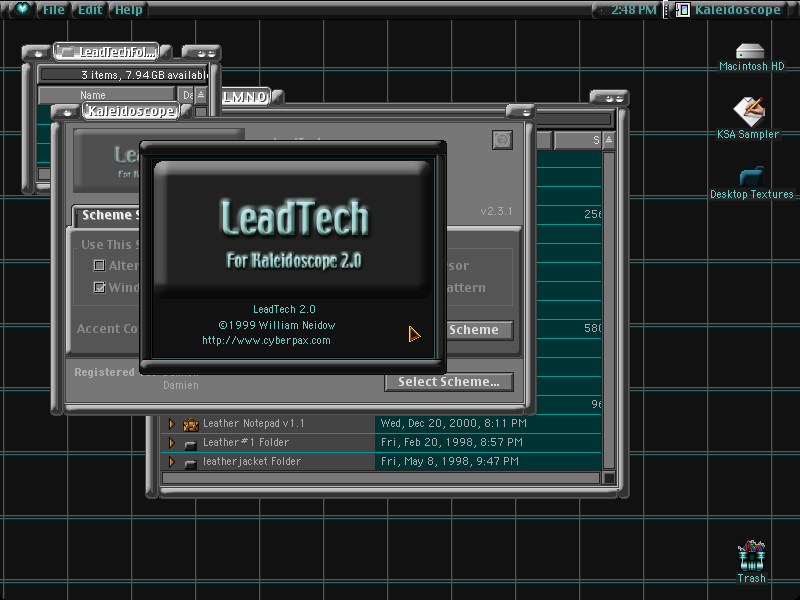 File Edit Help
2:48 PM Kaleidoscope
LeadTechFol...
3 items, 7.94 GB available
Name
LMNO
Kaleidoscope
Macintosh HD
KSA Sampler
Desktop Textures
v2.3.1
Scheme S
Use This S
Alter
Wind
Accent Co
sor
attern
Scheme
Registered
Damien
Select Scheme...
LeadTech
For Kaleidoscope 2.0
LeadTech 2.0
©1999 William Neidow
http://www.cyberpax.com
S
256
580
96
Leather Notepad v1.1 Wed, Dec 20, 2000, 8:11 PM
Leather#1 Folder Fri, Feb 20, 1998, 8:57 PM
leatherjacket Folder Fri, May 8, 1998, 9:47 PM
Trash